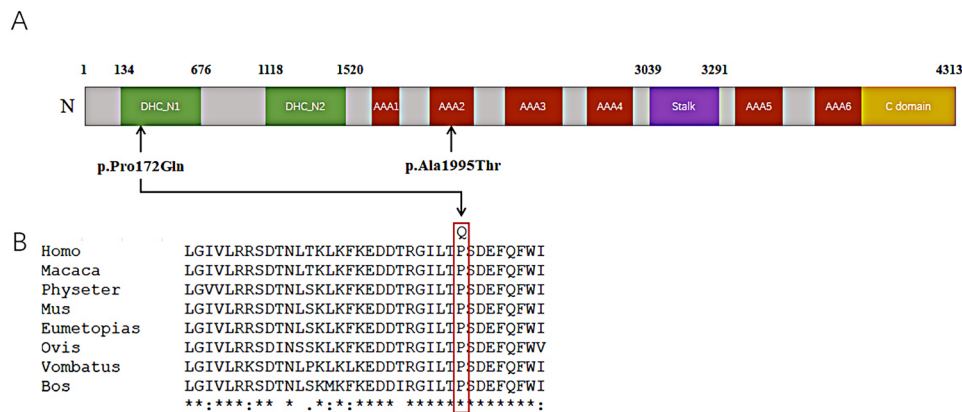 A
1 134 676 1118 1520 3039 3291 4313
N DHC_N1 DHC_N2 AAA1 AAA2 AAA3 AAA4 Stalk AAA5 AAA6 C domain
p.Pro172Gln p.Ala1995Thr
Q
B
Homo LGIVLRRSDTNLTKLKFKEDDTRGILTPSDEFQFWI
Macaca LGIVLRRSDTNLTKLKFKEDDTRGILTPSDEFQFWI
Physeter LGVVLRRSDTNLSKLKFKEDDTRGILTPSDEFQFWI
Mus LGIVLRRSDTNLSKLKFKEDDTRGILTPSDEFQFWI
Eumetopias LGIVLRRSDTNLSKLKFKEDDTRGILTPSDEFQFWI
Ovis LGIVLRRSDINSSKLKFKEDDTRGILTPSDEFQFWV
Vombatus LGIVLRKSDTNLPKLKLKEDDTRGILTPSDEFQFWI
Bos LGIVLRRSDTNLSKMKFKEDDIRGILTPSDEFQFWI
**:***:** * .*:*:**** **************: